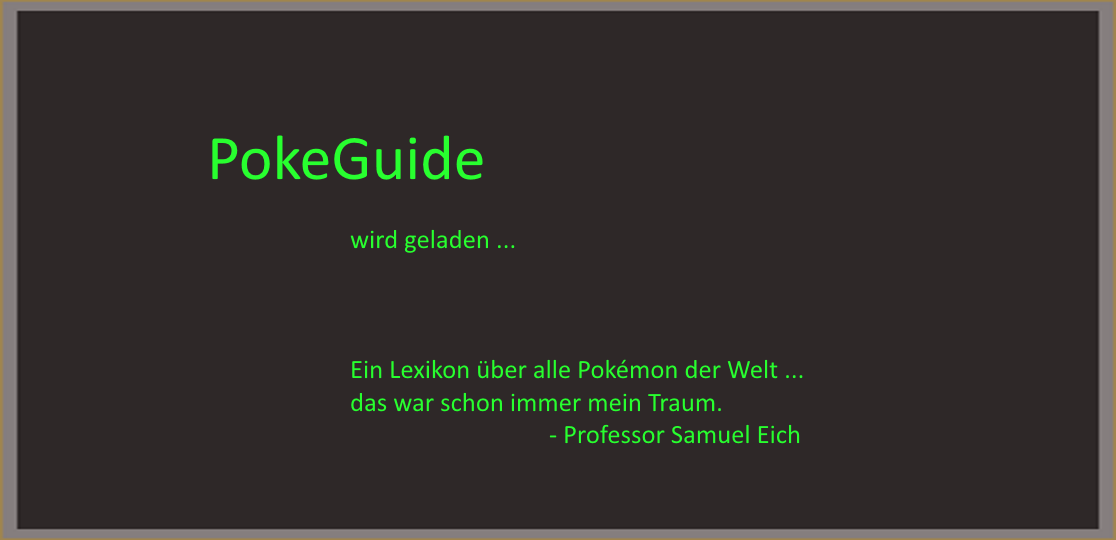 PokeGuide
wird geladen ...
Ein Lexikon über alle Pokémon der Welt ...
das war schon immer mein Traum.
- Professor Samuel Eich